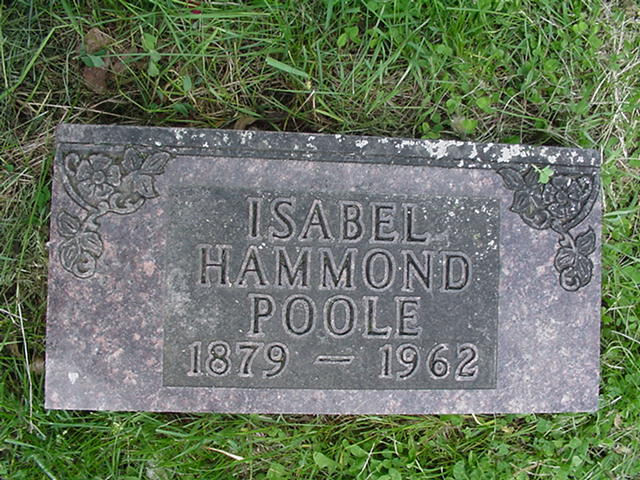 ISABEL
HAMMOND
POOLE
1879 — 1962